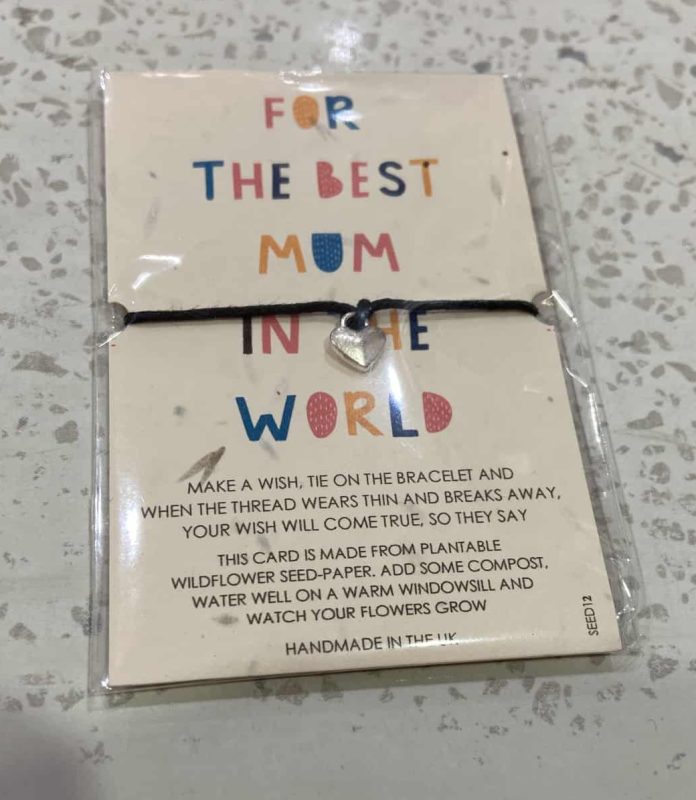 FOR
THE BEST
MUM
IN THE
WORLD
MAKE A WISH, TIE ON THE BRACELET AND
WHEN THE THREAD WEARS THIN AND BREAKS AWAY,
YOUR WISH WILL COME TRUE, SO THEY SAY
THIS CARD IS MADE FROM PLANTABLE
WILDFLOWER SEED-PAPER. ADD SOME COMPOST,
WATER WELL ON A WARM WINDOWSILL AND
WATCH YOUR FLOWERS GROW
HANDMADE IN THE UK
SEED12